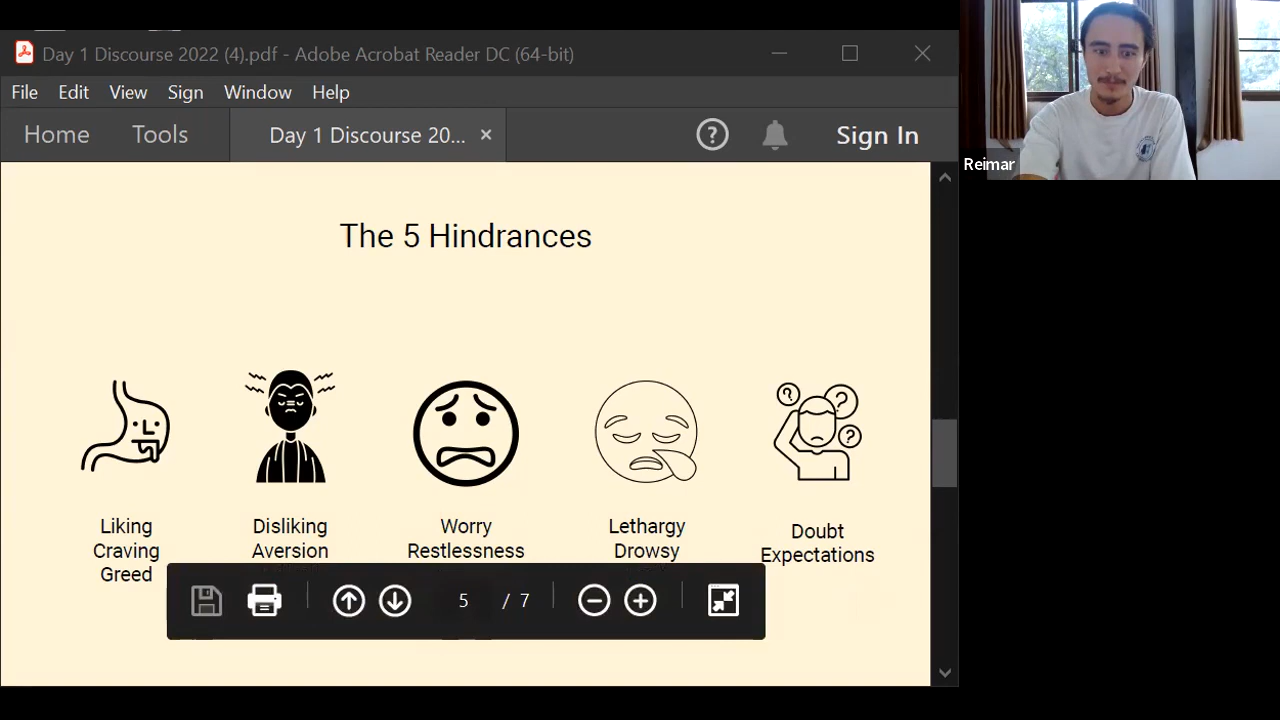 Day 1 Discourse 2022 (4).pdf - Adobe Acrobat Reader DC (64-bit)
File Edit View Sign Window Help
Home Tools Day 1 Discourse 20... × ? Sign In
Reimar
The 5 Hindrances
? ? ?
Liking
Craving
Greed
Disliking
Aversion
Worry
Restlessness
Lethargy
Drowsy
Doubt
Expectations
5 / 7